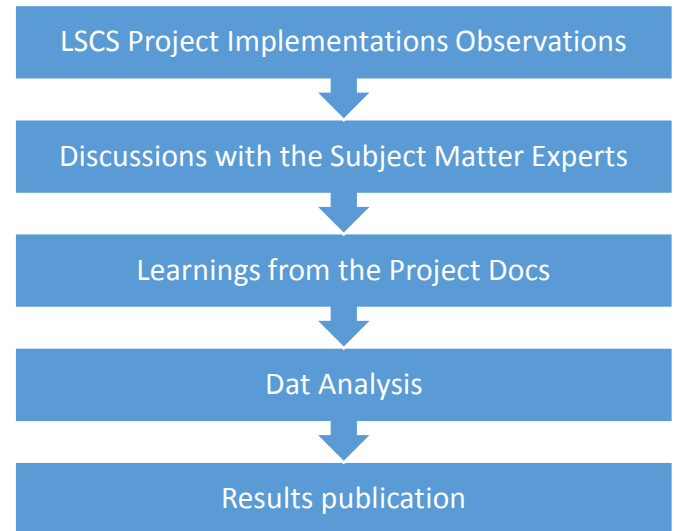 LSCS Project Implementations Observations
Discussions with the Subject Matter Experts
Learnings from the Project Docs
Dat Analysis
Results publication